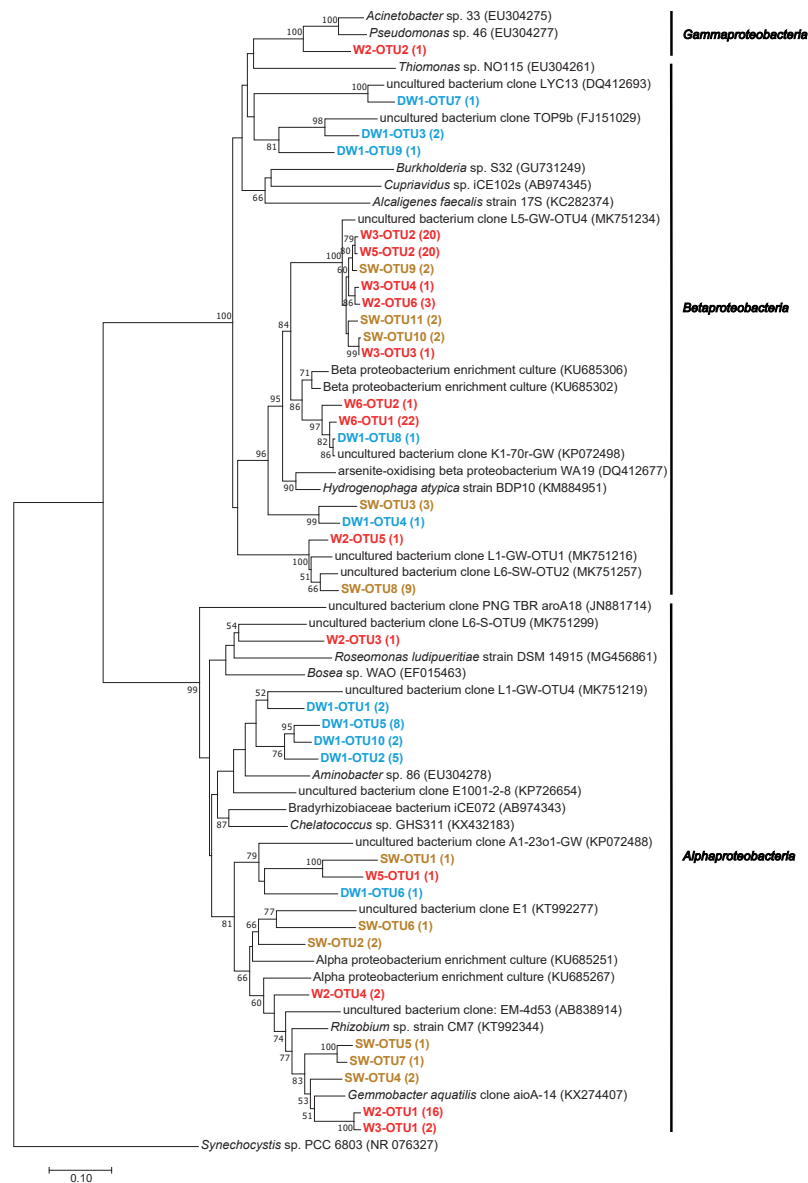 Acinetobacter sp. 33 (EU304275)
100
Pseudomonas sp. 46 (EU304277)
100
Gammaproteobacteria
W2-OTU2 (1)
Thiomonas sp. NO115 (EU304261)
uncultured bacterium clone LYC13 (DQ412693)
100
DW1-OTU7 (1)
uncultured bacterium clone TOP9b (FJ151029)
98
DW1-OTU3 (2)
81
DW1-OTU9 (1)
Burkholderia sp. S32 (GU731249)
Cupriavidus sp. iCE102s (AB974345)
66
Alcaligenes faecalis strain 17S (KC282374)
uncultured bacterium clone L5-GW-OTU4 (MK751234)
79
W3-OTU2 (20)
80
W5-OTU2 (20)
100
60
SW-OTU9 (2)
W3-OTU4 (1)
86
W2-OTU6 (3)
Betaproteobacteria
100
SW-OTU11 (2)
84
SW-OTU10 (2)
99
W3-OTU3 (1)
71
Beta proteobacterium enrichment culture (KU685306)
Beta proteobacterium enrichment culture (KU685302)
86
95
W6-OTU2 (1)
97
W6-OTU1 (22)
82
DW1-OTU8 (1)
86
uncultured bacterium clone K1-70r-GW (KP072498)
96
arsenite-oxidising beta proteobacterium WA19 (DQ412677)
90
Hydrogenophaga atypica strain BDP10 (KM884951)
SW-OTU3 (3)
99
DW1-OTU4 (1)
W2-OTU5 (1)
100
uncultured bacterium clone L1-GW-OTU1 (MK751216)
51
uncultured bacterium clone L6-SW-OTU2 (MK751257)
66
SW-OTU8 (9)
uncultured bacterium clone PNG TBR aroA18 (JN881714)
54
uncultured bacterium clone L6-S-OTU9 (MK751299)
W2-OTU3 (1)
Roseomonas ludipueritiae strain DSM 14915 (MG456861)
99
Bosea sp. WAO (EF015463)
52
uncultured bacterium clone L1-GW-OTU4 (MK751219)
DW1-OTU1 (2)
95
DW1-OTU5 (8)
DW1-OTU10 (2)
76
DW1-OTU2 (5)
Aminobacter sp. 86 (EU304278)
uncultured bacterium clone E1001-2-8 (KP726654)
Bradyrhizobiaceae bacterium iCE072 (AB974343)
87
Chelatococcus sp. GHS311 (KX432183)
uncultured bacterium clone A1-23o1-GW (KP072488)
79
Alphaproteobacteria
100
SW-OTU1 (1)
W5-OTU1 (1)
DW1-OTU6 (1)
81
77
uncultured bacterium clone E1 (KT992277)
66
SW-OTU6 (1)
SW-OTU2 (2)
Alpha proteobacterium enrichment culture (KU685251)
66
Alpha proteobacterium enrichment culture (KU685267)
60
W2-OTU4 (2)
uncultured bacterium clone: EM-4d53 (AB838914)
74
Rhizobium sp. strain CM7 (KT992344)
77
100
SW-OTU5 (1)
SW-OTU7 (1)
83
SW-OTU4 (2)
53
Gemmobacter aquatilis clone aioA-14 (KX274407)
51
W2-OTU1 (16)
100
W3-OTU1 (2)
Synechocystis sp. PCC 6803 (NR 076327)
0.10